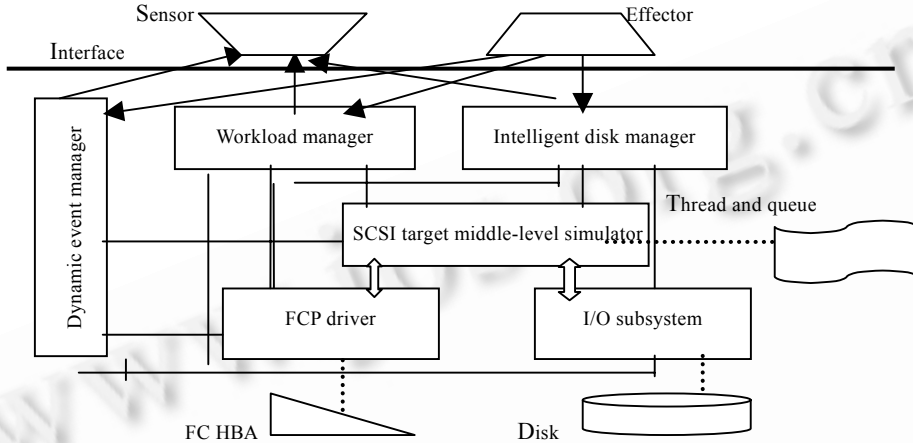 Sensor
Effector
Interface
Workload manager
Intelligent disk manager
Dynamic event manager
Thread and queue
SCSI target middle-level simulator
FCP driver
I/O subsystem
FC HBA
Disk